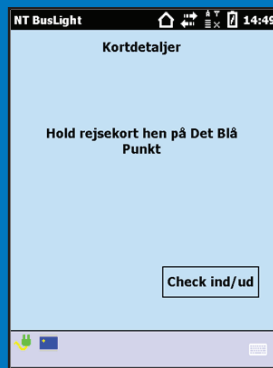 NT BusLight 14:49
Kortdetaljer
Hold rejsekort hen på Det Blå
Punkt
Check ind/ud